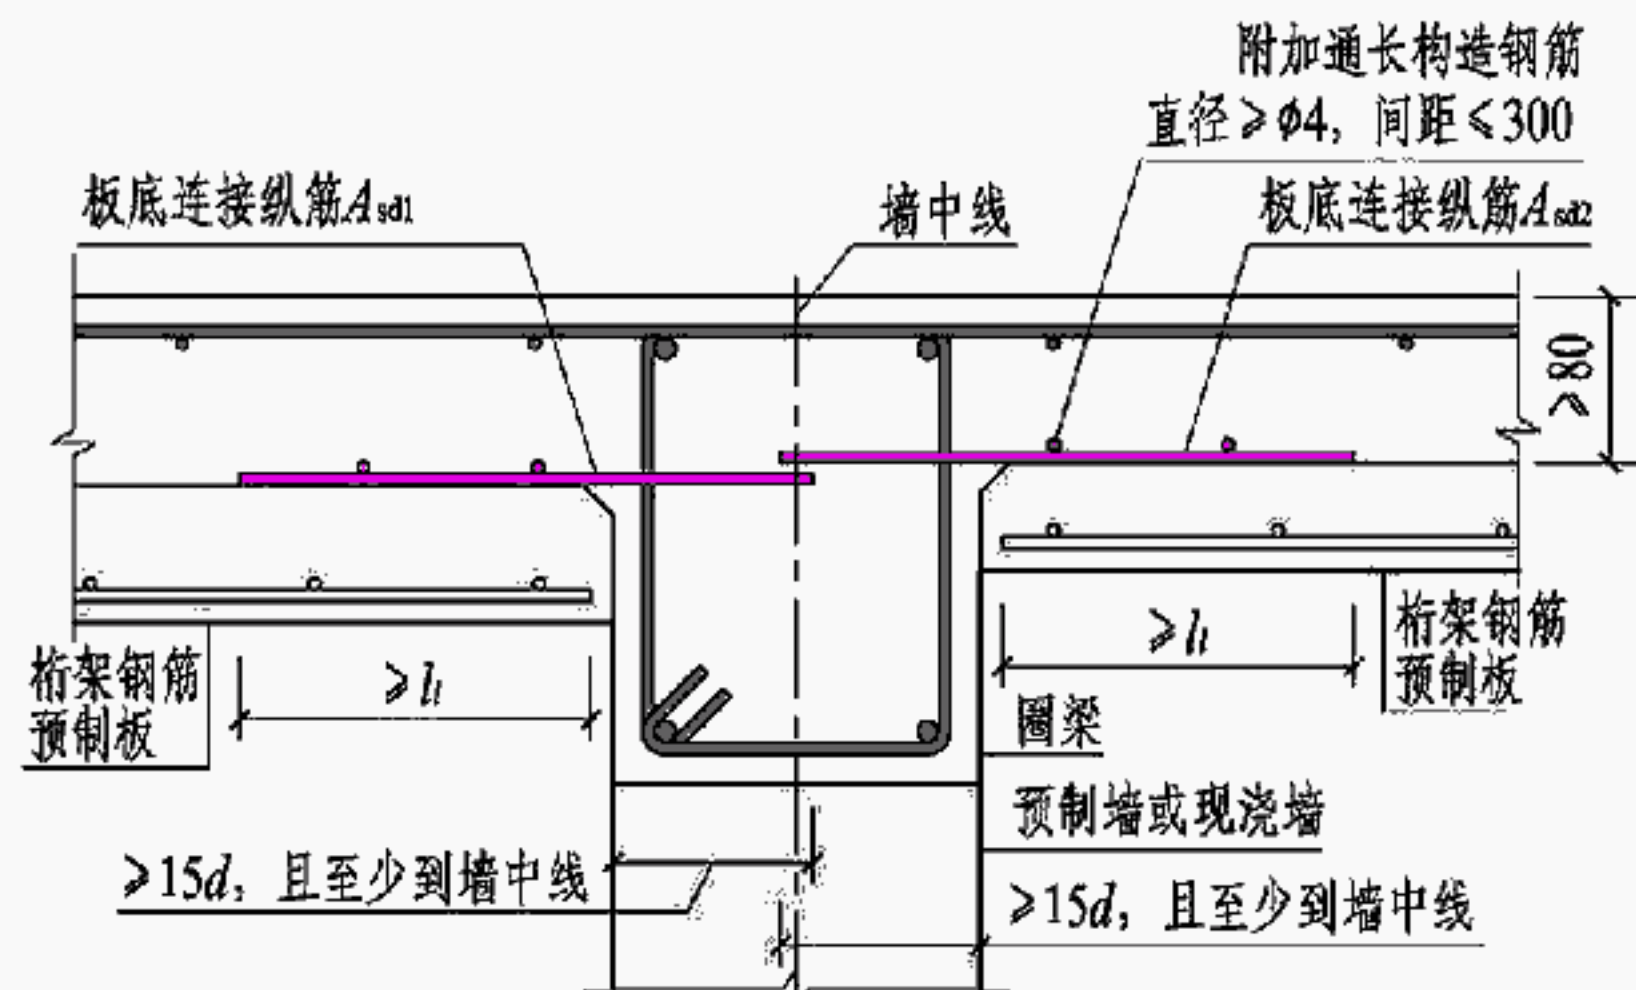 附加通长构造钢筋
直径≥ϕ4, 间距≤300
板底连接纵筋Asd1
墙中线
板底连接纵筋Asd2
≥80
桁架钢筋
预制板
≥ll
≥ll
桁架钢筋
预制板
圈梁
预制墙或现浇墙
≥15d, 且至少到墙中线
≥15d, 且至少到墙中线